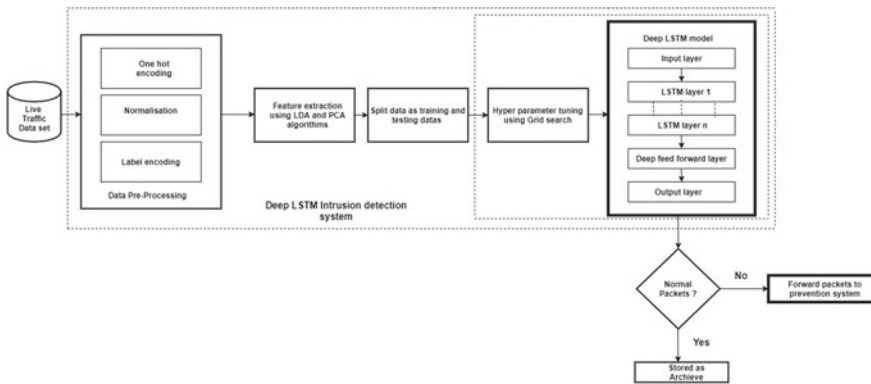 Live
Traffic
Data set
One hot
encoding
Normalisation
Label encoding
Data Pre-Processing
Feature extraction
using LDA and PCA
algorithms
Split data as training and
testing datas
Hyper parameter tuning
using Grid search
Deep LSTM model
Input layer
LSTM layer 1
LSTM layer n
Deep feed forward layer
Output layer
Deep LSTM Intrusion detection
system
Normal
Packets ?
No
Forward packets to
prevention system
Yes
Stored as
Archieve